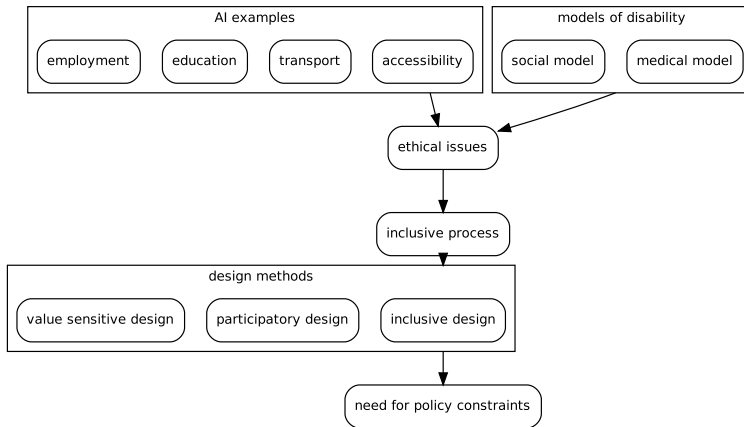 AI examples
employment
education
transport
accessibility
models of disability
social model
medical model
ethical issues
inclusive process
design methods
value sensitive design
participatory design
inclusive design
need for policy constraints